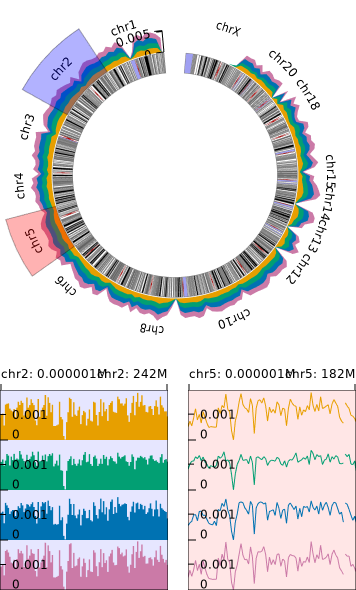 chr1
0.005
0
chrX
chr2
chr20
chr18
chr3
chr15
chr4
chr14
chr5
chr13
chr12
chr6
chr10
chr8
chr2: 0.000001M
chr2: 242M
chr5: 0.000001M
chr5: 182M
0.001
0
0.001
0
0.001
0
0.001
0
0.001
0
0.001
0
0.001
0
0.001
0